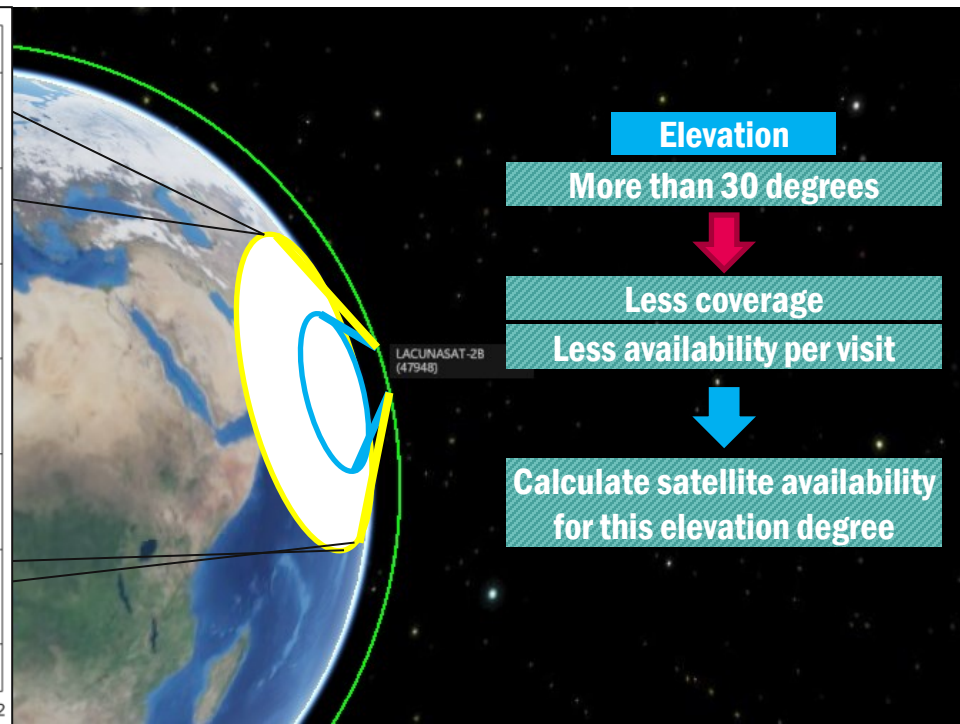 Elevation
More than 30 degrees
Less coverage
Less availability per visit
LACUNASAT-2B
(47948)
Calculate satellite availability
for this elevation degree
2